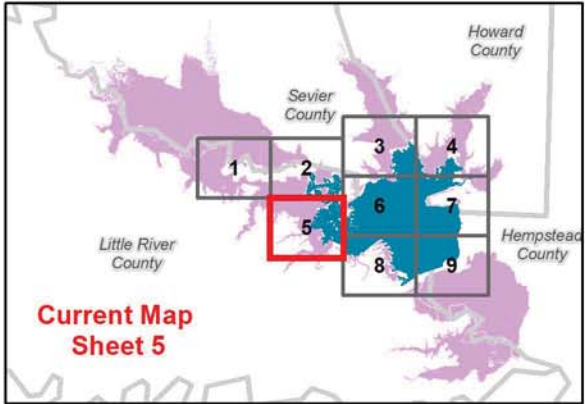 Howard
County
Sevier
County
3
4
1
2
6
7
5
Little River
County
Hempstead
County
8
9
Current Map
Sheet 5